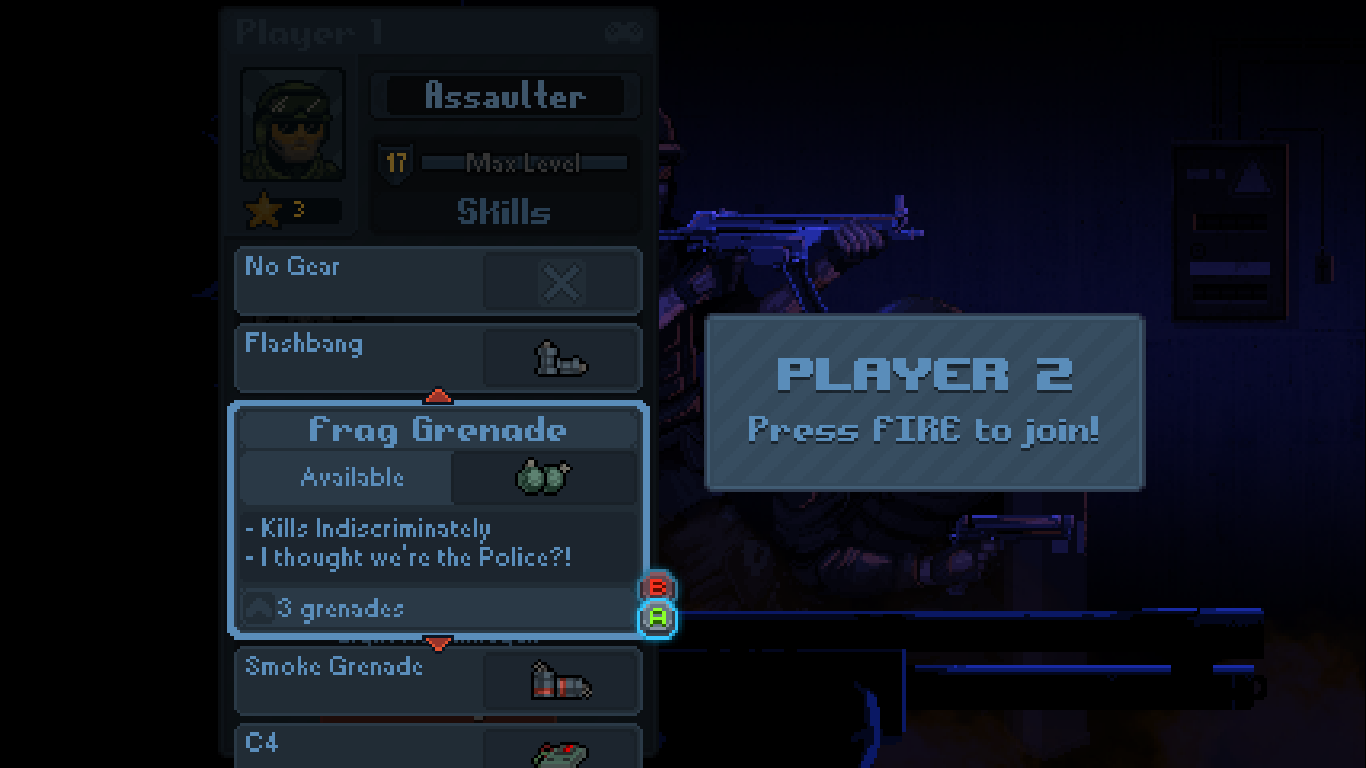 Player 1
Assaulter
17 Max Level
3
Skills
No Gear
Flashbang
Frag Grenade
Available
- Kills Indiscriminately
- I thought we're the Police?!
3 grenades
B
A
Smoke Grenade
C4
PLAYER 2
Press FIRE to join!